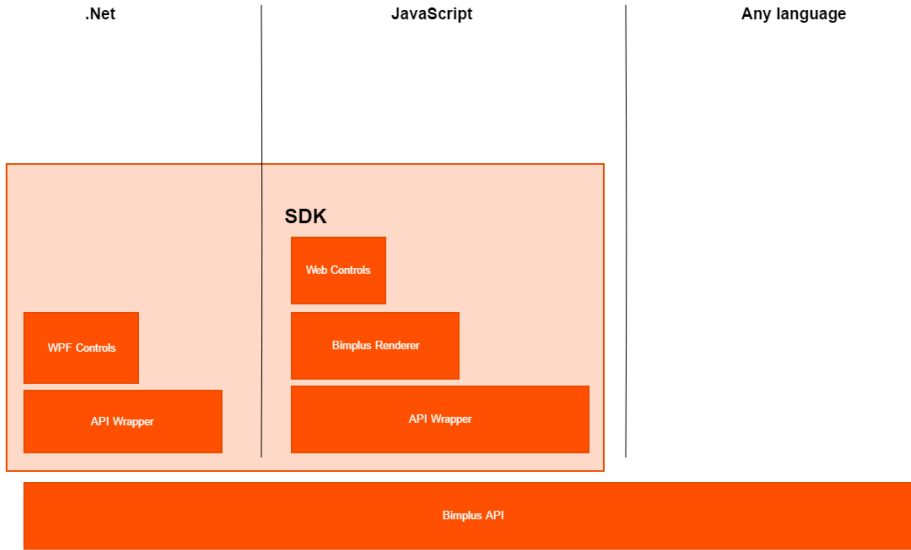 .Net
JavaScript
Any language
SDK
Web Controls
WPF Controls
Bimplus Renderer
API Wrapper
API Wrapper
Bimplus API